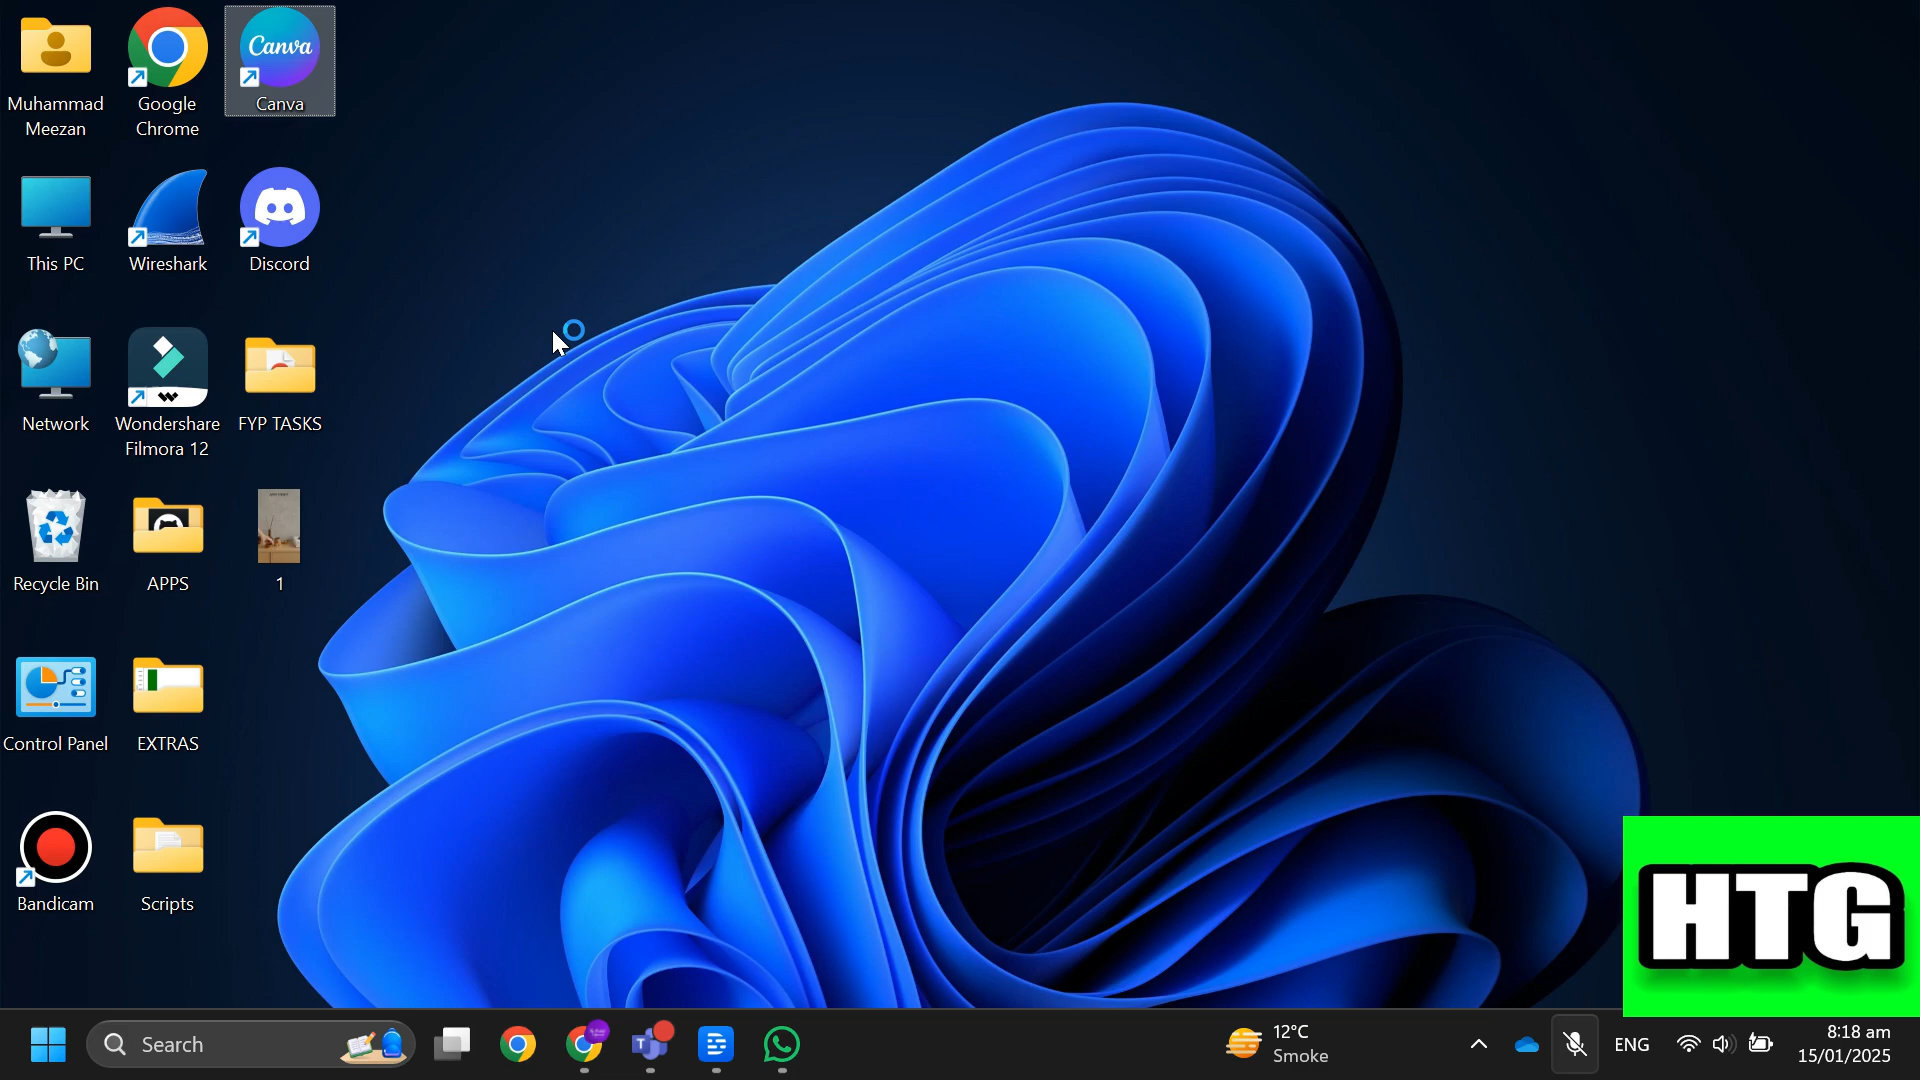 Muhammad
Meezan
Google
Chrome
Canva
Canva
This PC
Wireshark
Discord
Network
Wondershare
Filmora 12
FYP TASKS
Recycle Bin
APPS
1
Control Panel
EXTRAS
Bandicam
Scripts
HTG
Search
12°C
Smoke
ENG
8:18 am
15/01/2025